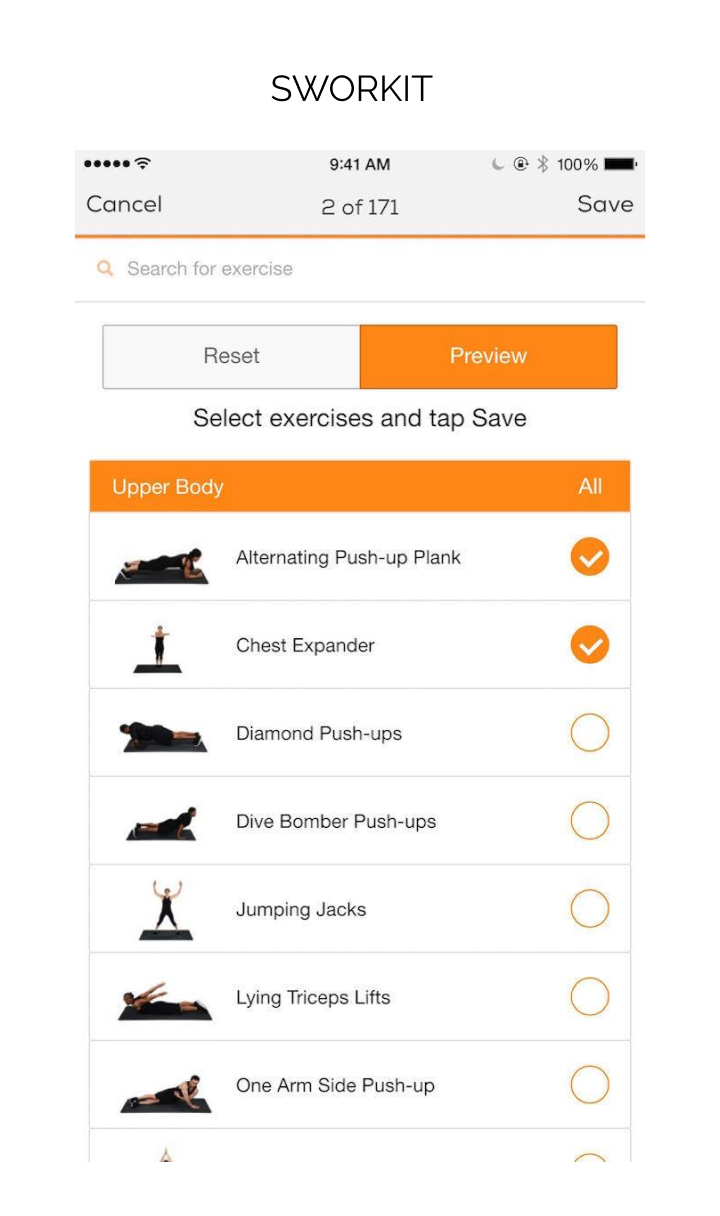 SWORKIT
9:41 AM 100%
Cancel 2 of 171 Save
Search for exercise
Reset Preview
Select exercises and tap Save
Upper Body All
Alternating Push-up Plank
Chest Expander
Diamond Push-ups
Dive Bomber Push-ups
Jumping Jacks
Lying Triceps Lifts
One Arm Side Push-up